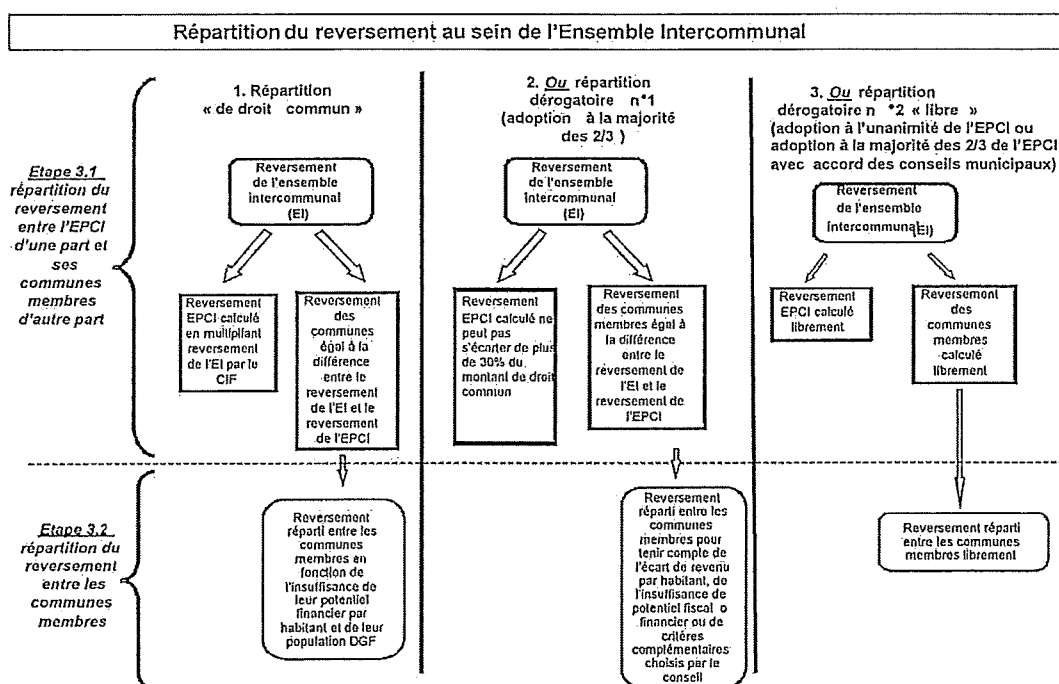 Répartition du reversement au sein de l'Ensemble Intercommunal
1. Répartition
« de droit commun »
2. Ou répartition
dérogatoire n°1
(adoption à la majorité
des 2/3 )
3. Ou répartition
dérogatoire n °2 « libre »
(adoption à l'unanimité de l'EPCI ou
adoption à la majorité des 2/3 de l'EPCI
avec accord des conseils municipaux)
Etape 3.1
répartition du
reversement
entre l'EPCI
d'une part et
ses
communes
membres
d'autre part
Reversement
de l'ensemble
intercommunal
(EI)
Reversement
EPCI calculé
en multipliant
reversement
de l'EI par le
CIF
Reversement
des
communes
égal à la
différence
entre le
reversement
de l'EI et le
reversement
de l'EPCI
Reversement
de l'ensemble
intercommunal
(EI)
Reversement
EPCI calculé ne
peut pas
s'écarter de plus
de 30% du
montant de droit
commun
Reversement
des communes
membres égal à
la différence
entre le
reversement de
l'EI et le
reversement de
l'EPCI
Reversement
de l'ensemble
intercommunal
(EI)
Reversement
EPCI calculé
librement
Reversement
des
communes
membres
calculé
librement
Etape 3.2
répartition du
reversement
entre les
communes
membres
Reversement
réparti entre les
communes
membres en
fonction de
l'insuffisance de
leur potentiel
financier par
habitant et de leur
population DGF
Reversement
réparti entre les
communes
membres pour
tenir compte de
l'écart de revenu
par habitant, de
l'insuffisance de
potentiel fiscal o
financier ou de
critères
complémentaires
choisis par le
conseil
Reversement réparti
entre les communes
membres librement